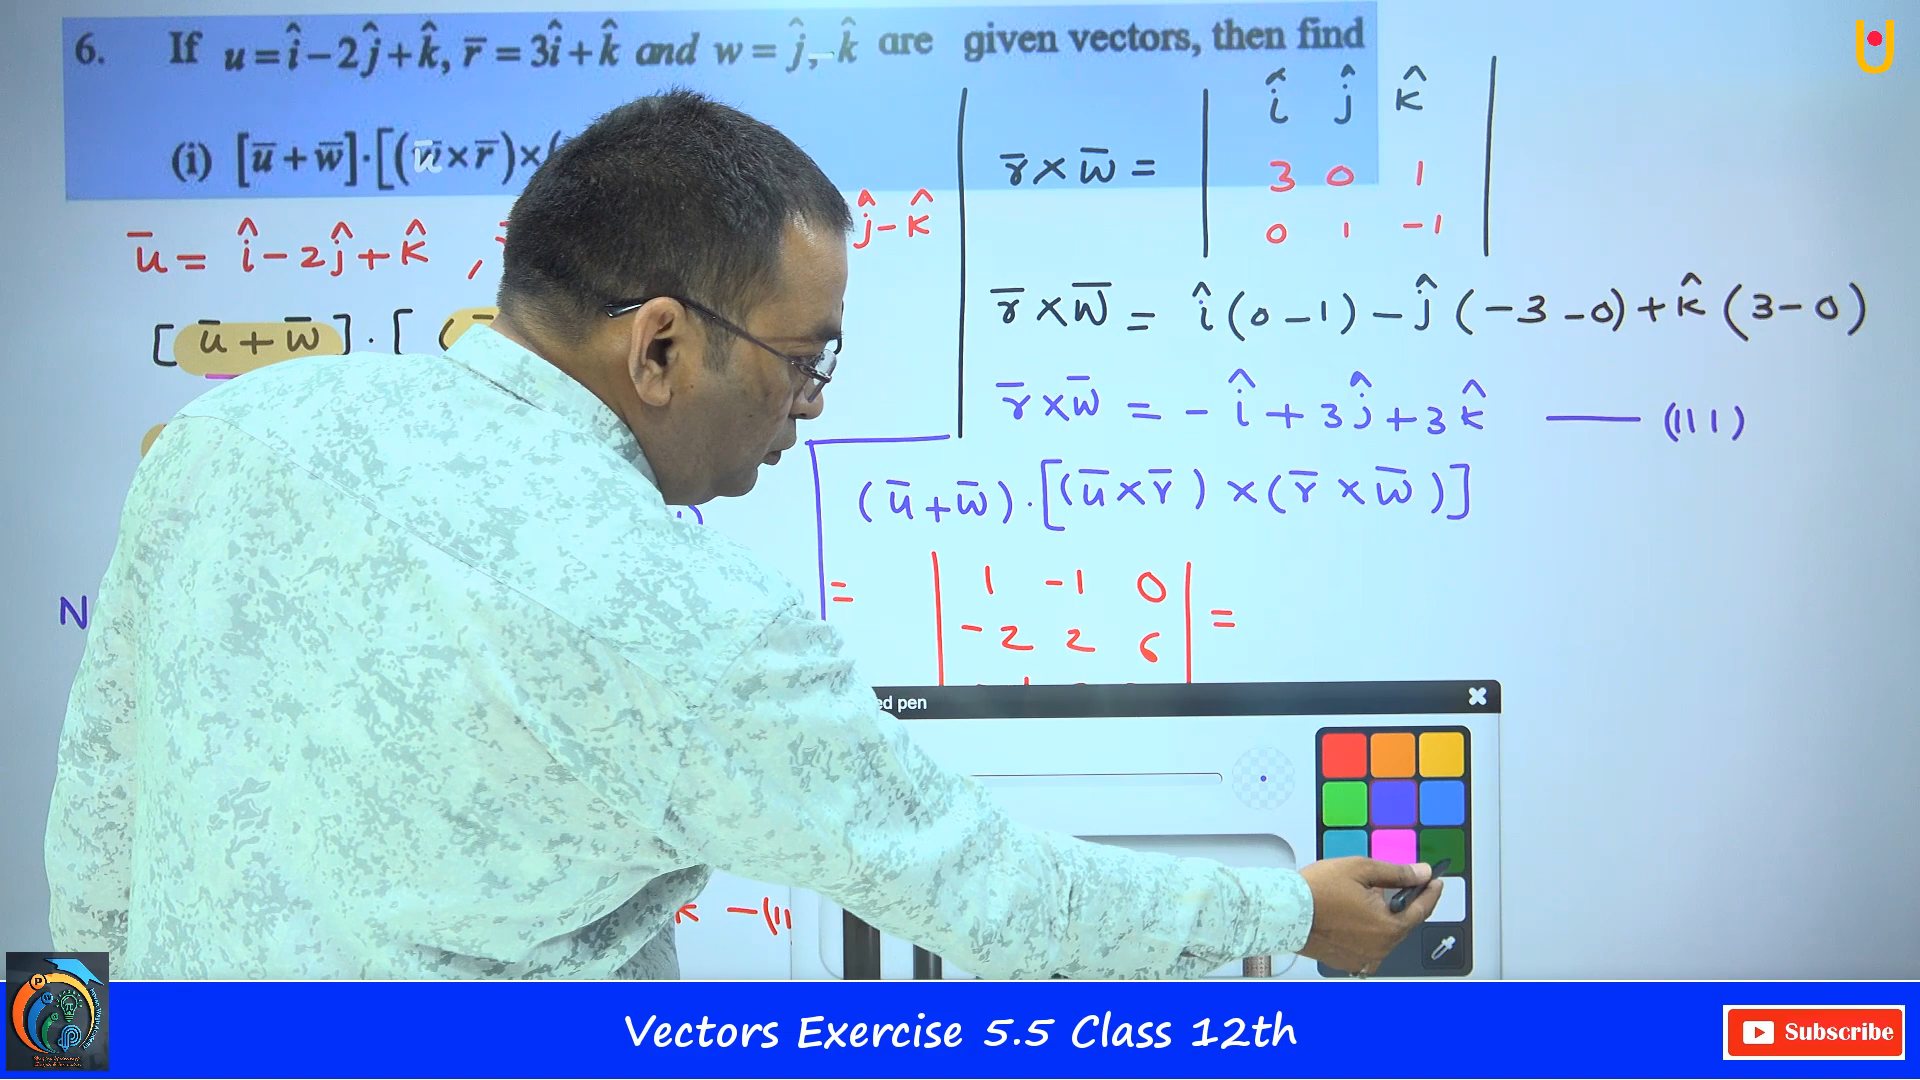 6. If u = î − 2ĵ + k̂, r̄ = 3î + k̂ and w = ĵ − k̂ are given vectors, then find
(i) [ū + w̄]·[(ū × r̄) × (
ū = î − 2ĵ + k̂ ,
ĵ − k̂
[ū + w̄] · [ (
N
k̂ — (II
r̄ × w̄ = | î ĵ k̂ |
3 0 1
0 1 −1
r̄ × w̄ = î (0 − 1) − ĵ (−3 − 0) + k̂ (3 − 0)
r̄ × w̄ = − î + 3ĵ + 3k̂ —— (III)
(ū + w̄) · [(ū × r̄) × (r̄ × w̄)]
= | 1 −1 0 | =
−2 2 6
ed pen
Vectors Exercise 5.5 Class 12th
Subscribe